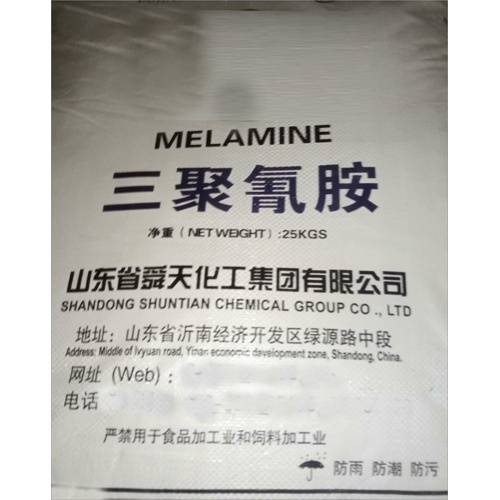 MELAMINE
三聚氰胺
净重（NET WEIGHT）:25KGS
山东省舜天化工集团有限公司
SHANDONG SHUNTIAN CHEMICAL GROUP CO ., LTD
地址: 山东省沂南经济开发区绿源路中段
Address: Middle of lvyuan road, Yinan economic development zone, Shandong, China.
网址 (Web) :
电话
严禁用于食品加工业和饲料加工业
防雨 防潮 防污